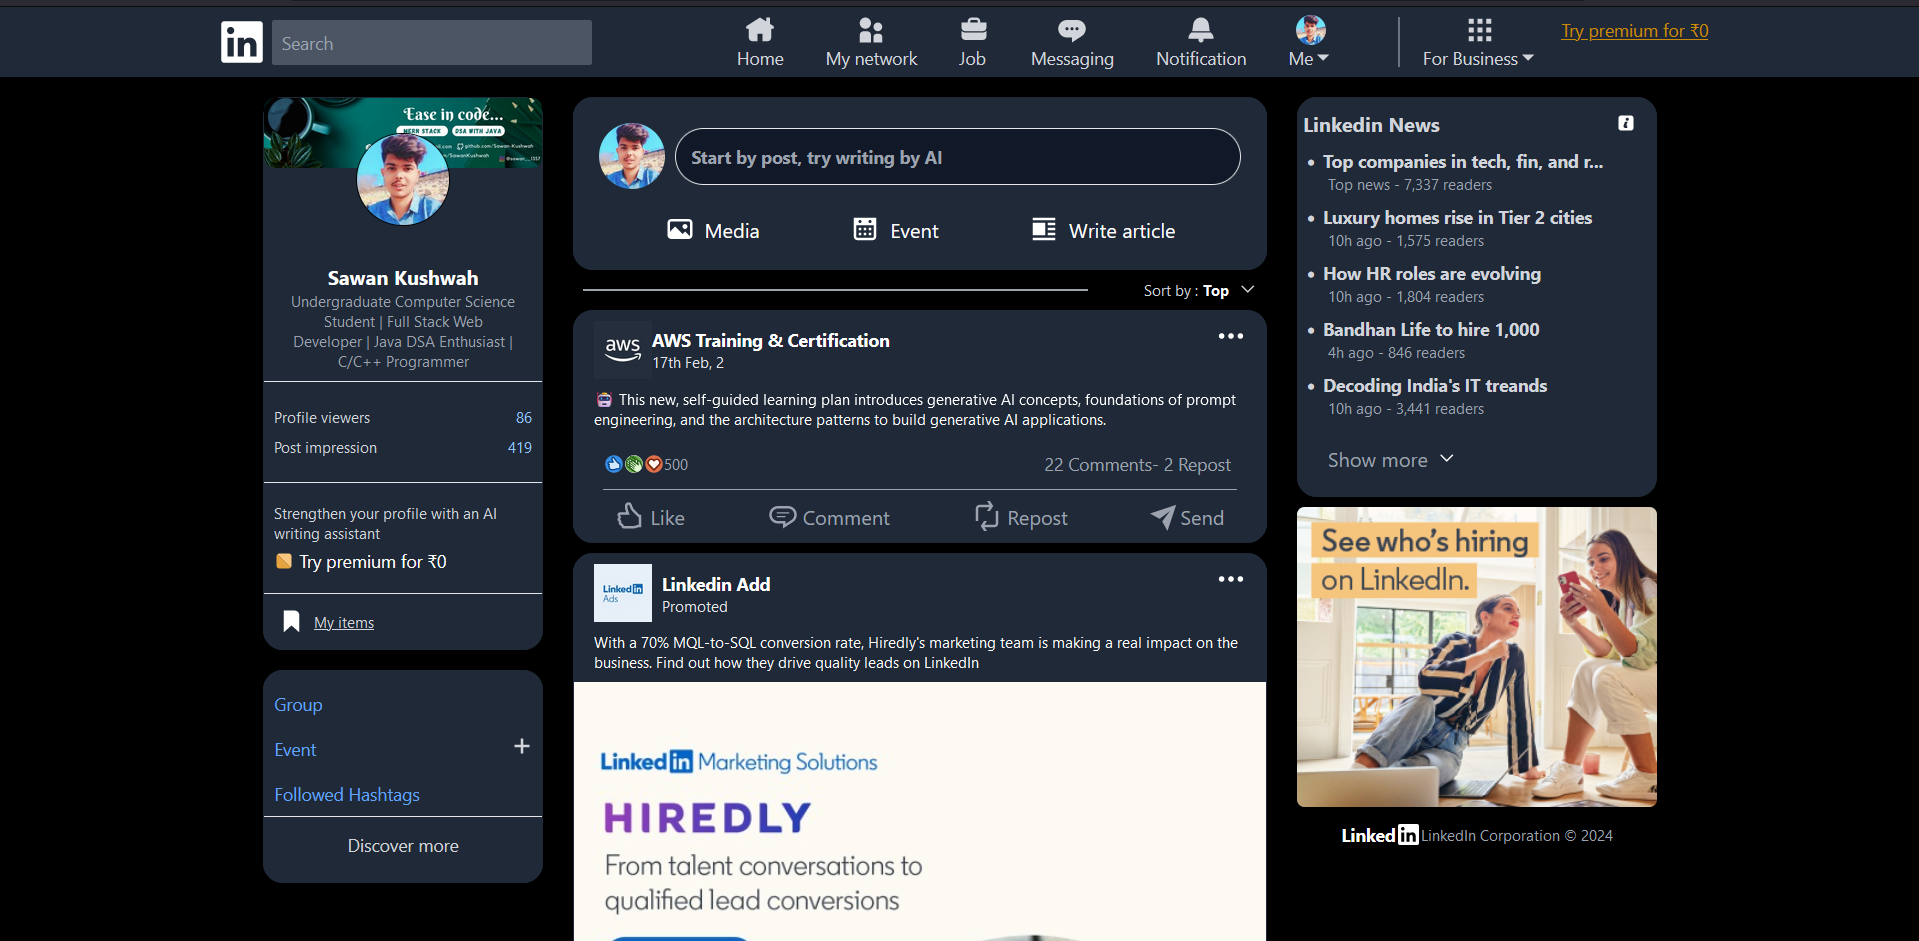 in
Search
Home
My network
Job
Messaging
Notification
Me
For Business
Try premium for ₹0
Ease in code...
MERN STACK
DSA WITH JAVA
github.com/Sawan-Kushwah
Sawan Kushwah
Undergraduate Computer Science
Student | Full Stack Web
Developer | Java DSA Enthusiast |
C/C++ Programmer
Profile viewers 86
Post impression 419
Strengthen your profile with an AI
writing assistant
Try premium for ₹0
My items
Group
Event
Followed Hashtags
Discover more
Start by post, try writing by AI
Media
Event
Write article
Sort by : Top
aws
AWS Training & Certification
17th Feb, 2
This new, self-guided learning plan introduces generative AI concepts, foundations of prompt
engineering, and the architecture patterns to build generative AI applications.
500
22 Comments- 2 Repost
Like
Comment
Repost
Send
Linked in
Ads
Linkedin Add
Promoted
With a 70% MQL-to-SQL conversion rate, Hiredly's marketing team is making a real impact on the
business. Find out how they drive quality leads on LinkedIn
Linked in Marketing Solutions
HIREDLY
From talent conversations to
qualified lead conversions
Linkedin News
Top companies in tech, fin, and r...
Top news - 7,337 readers
Luxury homes rise in Tier 2 cities
10h ago - 1,575 readers
How HR roles are evolving
10h ago - 1,804 readers
Bandhan Life to hire 1,000
4h ago - 846 readers
Decoding India's IT treands
10h ago - 3,441 readers
Show more
See who's hiring
on LinkedIn.
Linked in LinkedIn Corporation © 2024